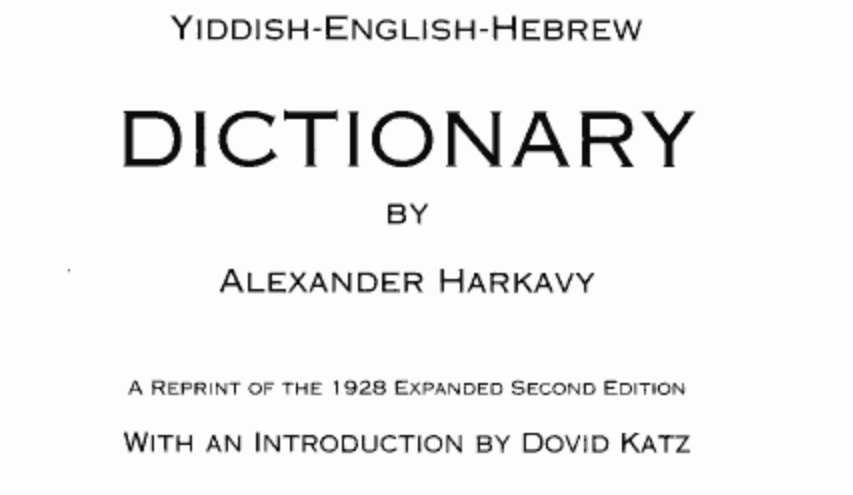 YIDDISH-ENGLISH-HEBREW
DICTIONARY
BY
ALEXANDER HARKAVY
A REPRINT OF THE 1928 EXPANDED SECOND EDITION
WITH AN INTRODUCTION BY DOVID KATZ